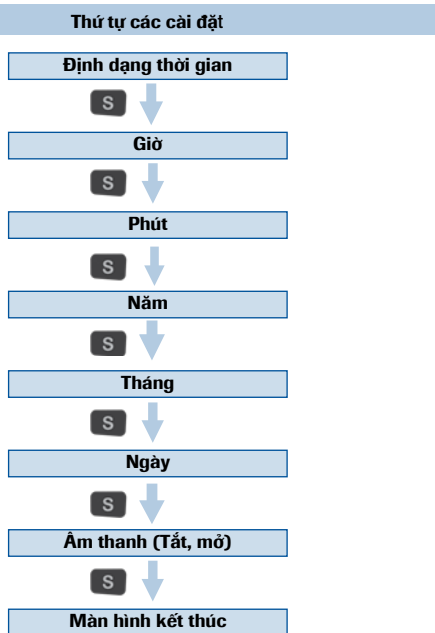 Thứ tự các cài đặt
Định dạng thời gian
S
Giờ
S
Phút
S
Năm
S
Tháng
S
Ngày
S
Âm thanh (Tắt, mở)
S
Màn hình kết thúc